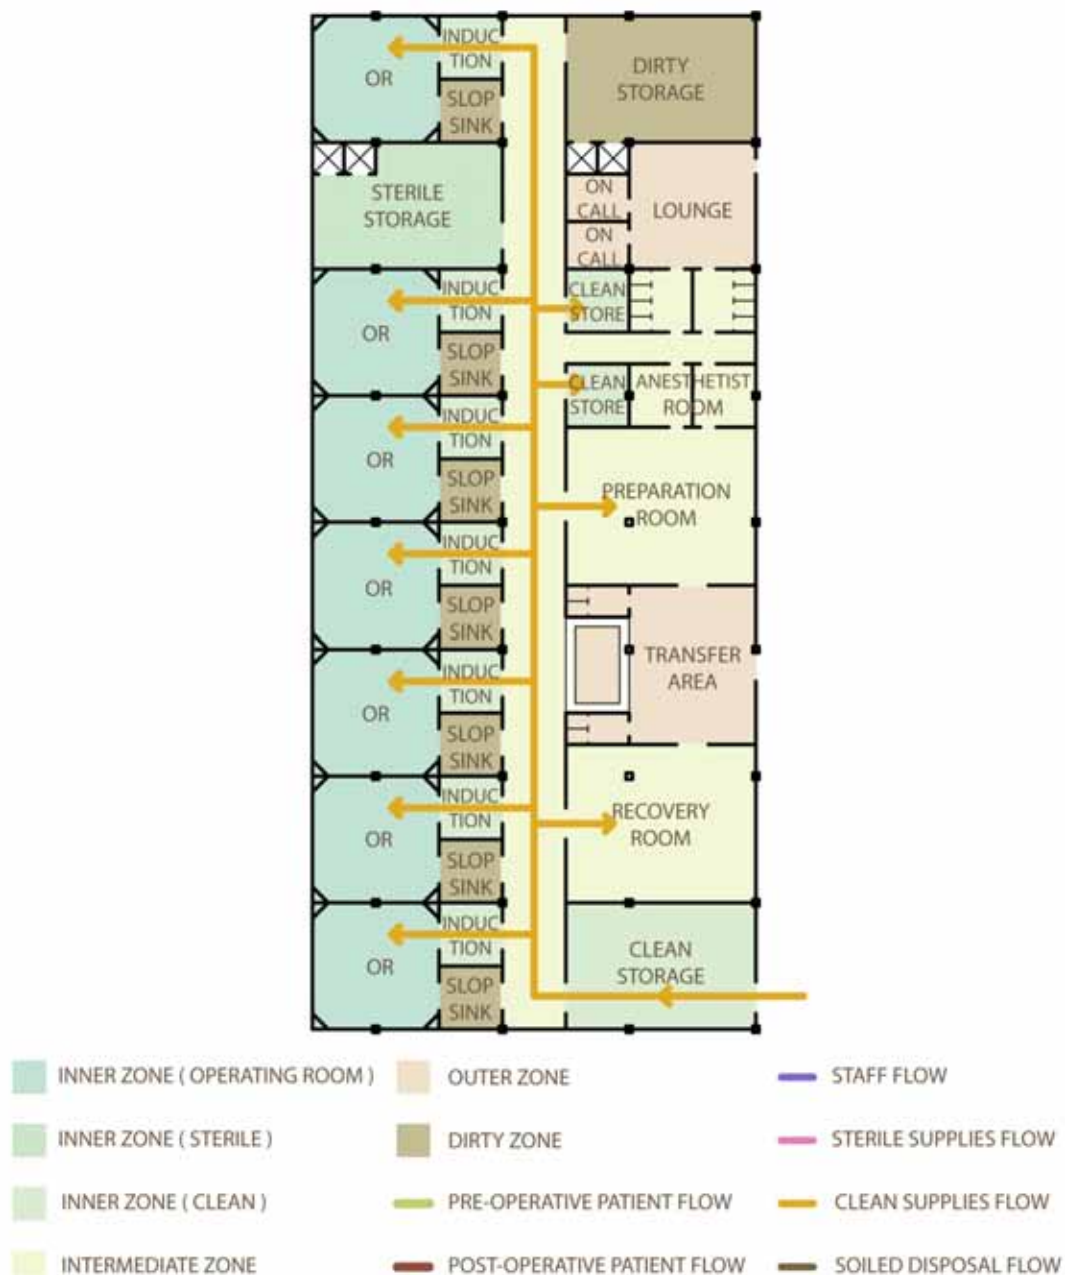 INDUC
TION
OR
SLOP
SINK
DIRTY
STORAGE
STERILE
STORAGE
ON
CALL
ON
CALL
LOUNGE
INDUC
TION
OR
SLOP
SINK
CLEAN
STORE
CLEAN
STORE
ANESTHETIST
ROOM
INDUC
TION
OR
SLOP
SINK
PREPARATION
ROOM
INDUC
TION
OR
SLOP
SINK
TRANSFER
AREA
INDUC
TION
OR
SLOP
SINK
INDUC
TION
OR
SLOP
SINK
RECOVERY
ROOM
INDUC
TION
OR
SLOP
SINK
CLEAN
STORAGE
INNER ZONE ( OPERATING ROOM )
OUTER ZONE
STAFF FLOW
INNER ZONE ( STERILE )
DIRTY ZONE
STERILE SUPPLIES FLOW
INNER ZONE ( CLEAN )
PRE-OPERATIVE PATIENT FLOW
CLEAN SUPPLIES FLOW
INTERMEDIATE ZONE
POST-OPERATIVE PATIENT FLOW
SOILED DISPOSAL FLOW